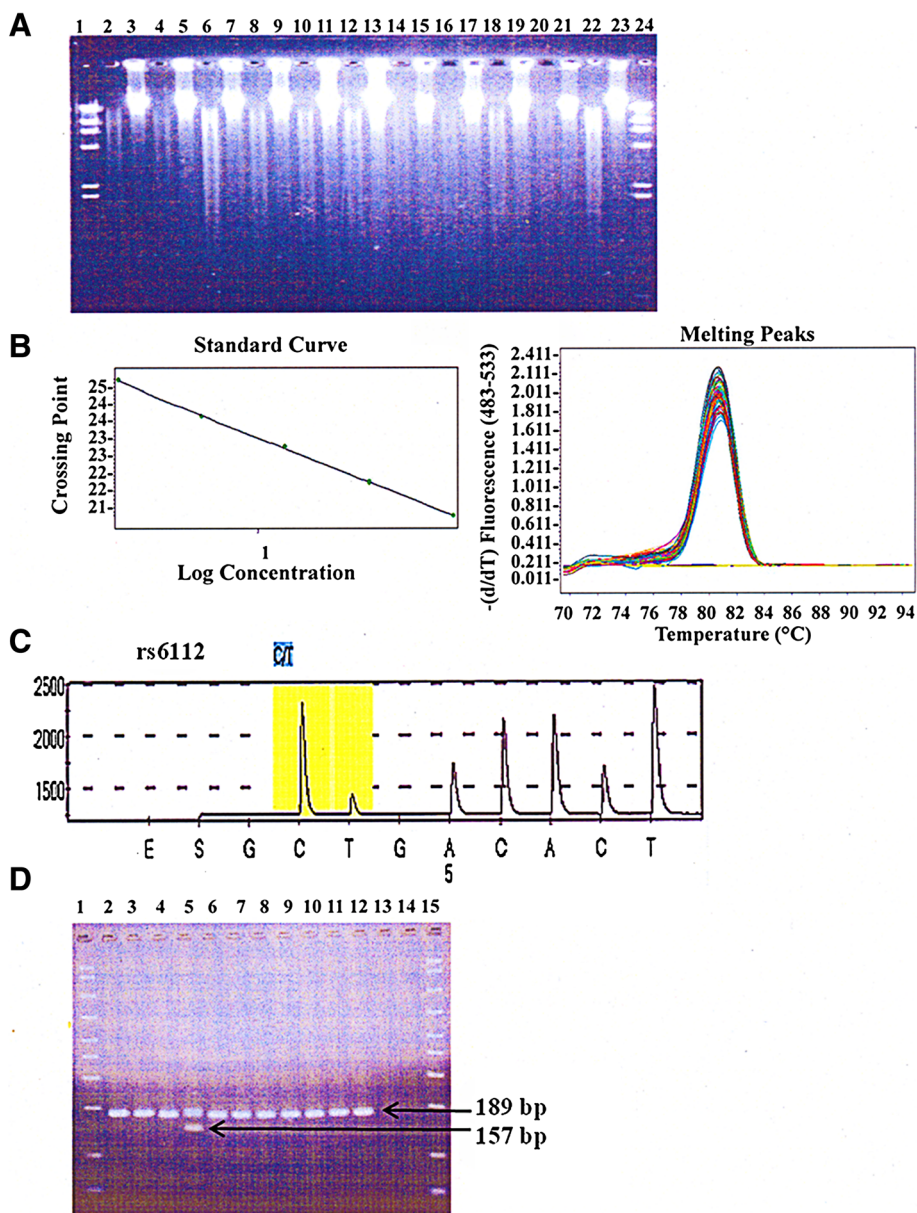 A
1 2 3 4 5 6 7 8 9 10 11 12 13 14 15 16 17 18 19 20 21 22 23 24
B
Standard Curve
Crossing Point
25-
24-
23-
23-
22-
22-
21-
1
Log Concentration
Melting Peaks
-(d/dT) Fluorescence (483-533)
2.411-
2.111-
2.011-
1.811-
1.611-
1.411-
1.211-
1.011-
0.811-
0.611-
0.411-
0.211-
0.011-
70 72 74 76 78 80 82 84 86 88 90 92 94
Temperature (°C)
C
rs6112
C/T
2500
2000
1500
E S G C T G A C A C T
5
D
1 2 3 4 5 6 7 8 9 10 11 12 13 14 15
189 bp
157 bp